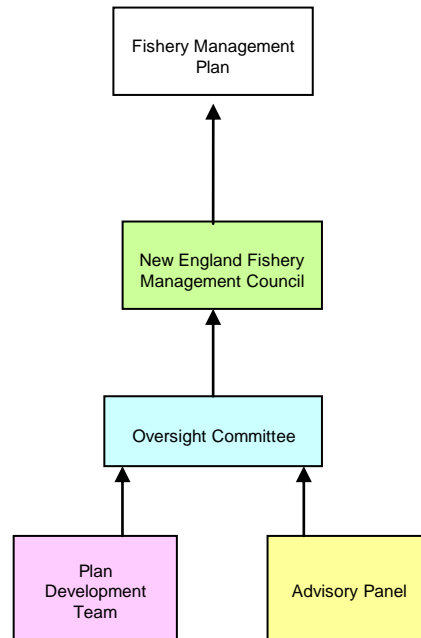 Fishery Management
Plan
New England Fishery
Management Council
Oversight Committee
Plan
Development
Team
Advisory Panel